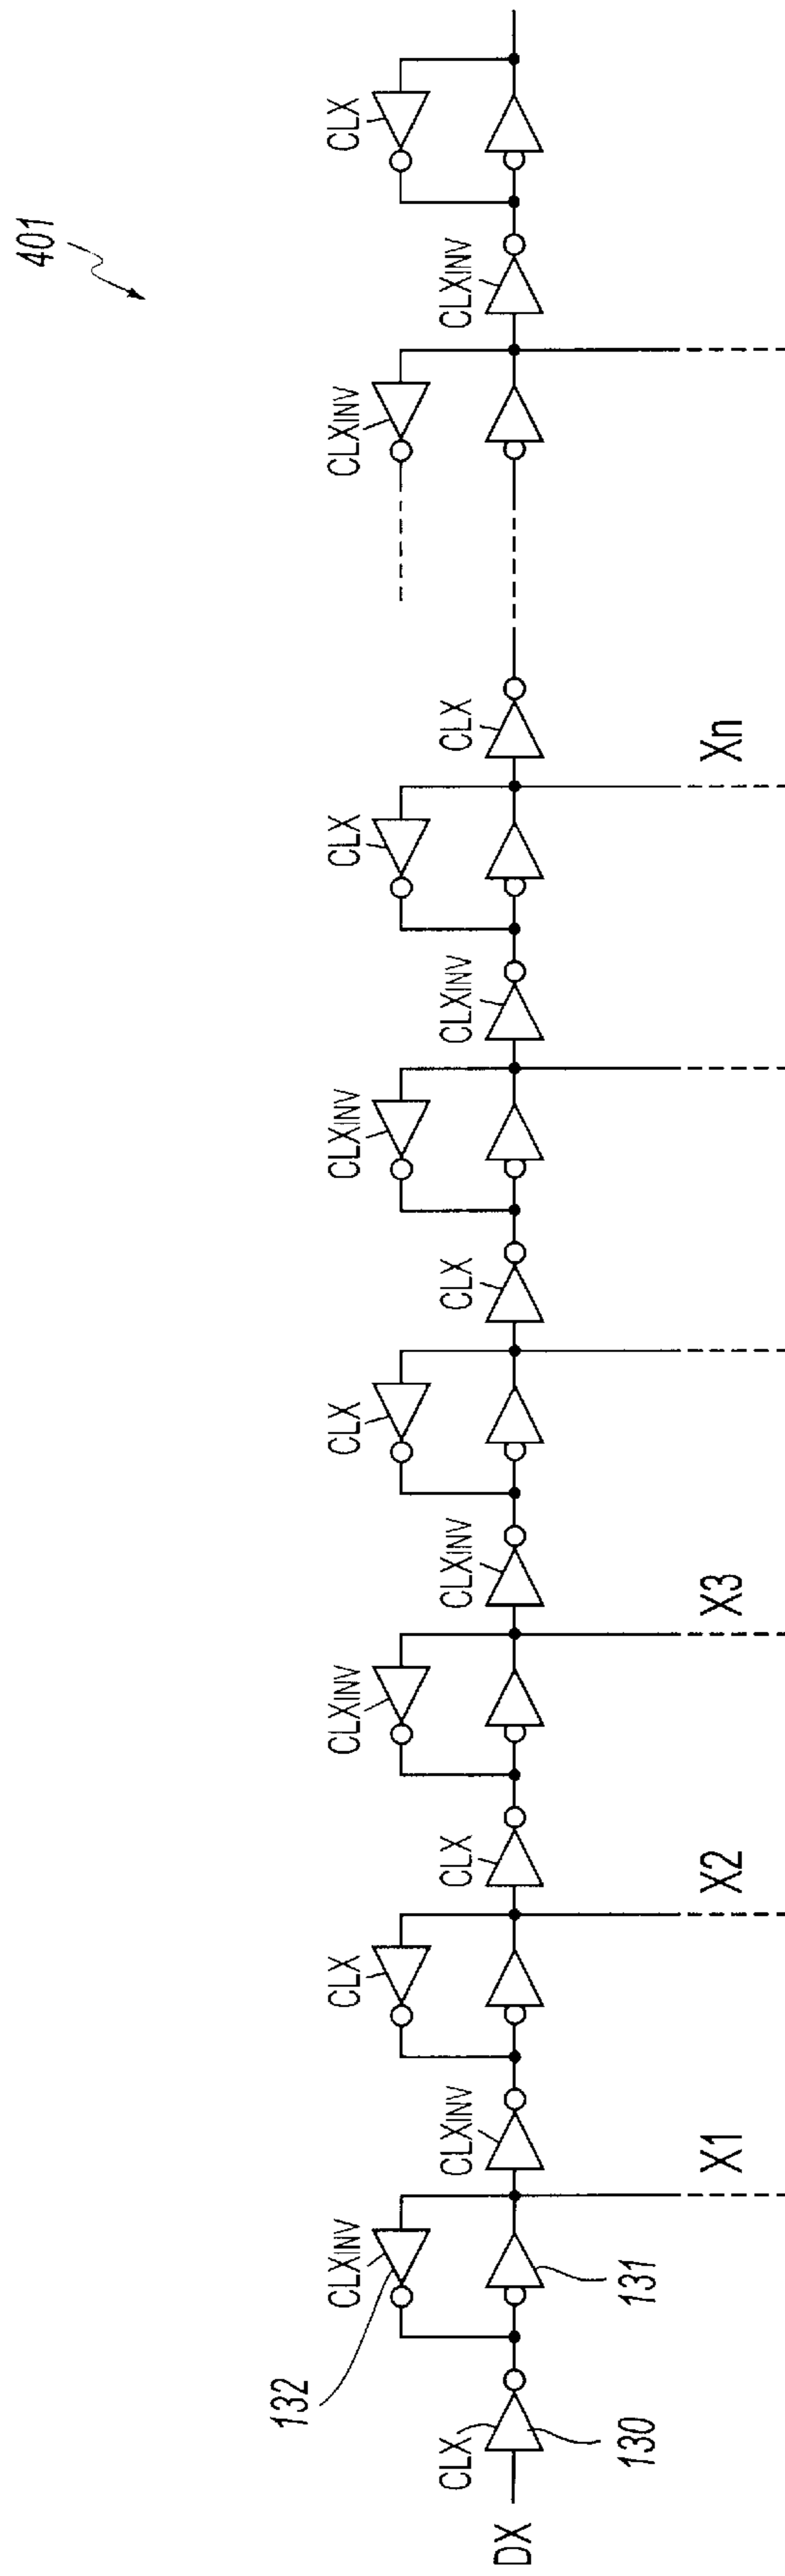 401
132
CLXINV CLX CLXINV CLX CLXINV CLX CLXINV CLX
CLX CLXINV CLX CLXINV CLX CLXINV CLX CLXINV
DX
130 131
X1 X2 X3 Xn